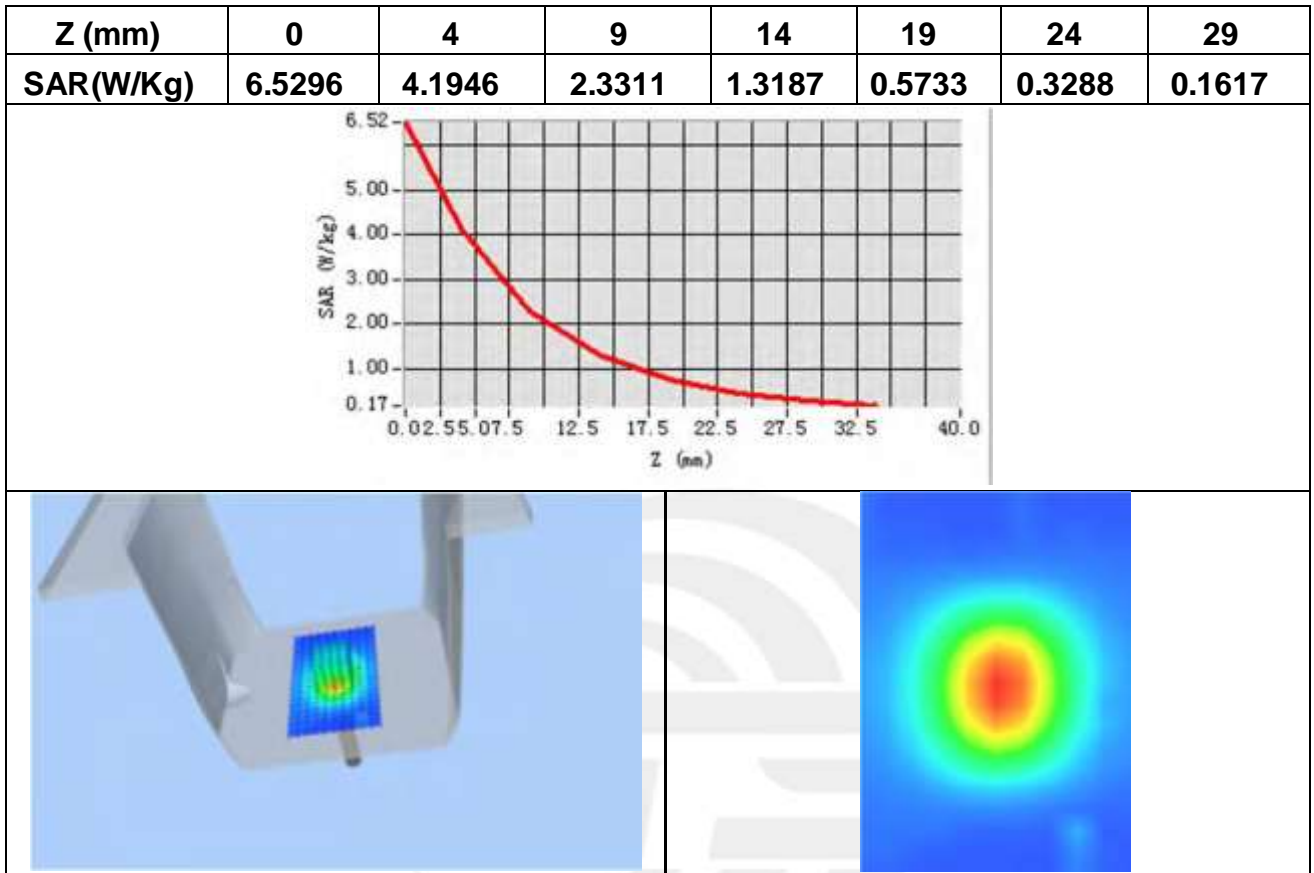 Z (mm) 0 4 9 14 19 24 29
SAR(W/Kg) 6.5296 4.1946 2.3311 1.3187 0.5733 0.3288 0.1617
6.52
5.00
4.00
3.00
2.00
1.00
0.17
SAR (W/kg)
0.0 2.5 5.0 7.5 12.5 17.5 22.5 27.5 32.5 40.0
Z (mm)